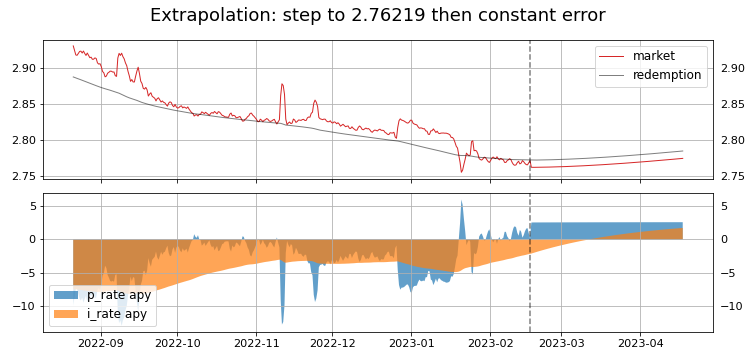 Extrapolation: step to 2.76219 then constant error
2.90 2.90
2.85 2.85
2.80 2.80
2.75 2.75
market
redemption
5 5
0 0
−5 −5
−10 −10
p_rate apy
i_rate apy
2022-09 2022-10 2022-11 2022-12 2023-01 2023-02 2023-03 2023-04